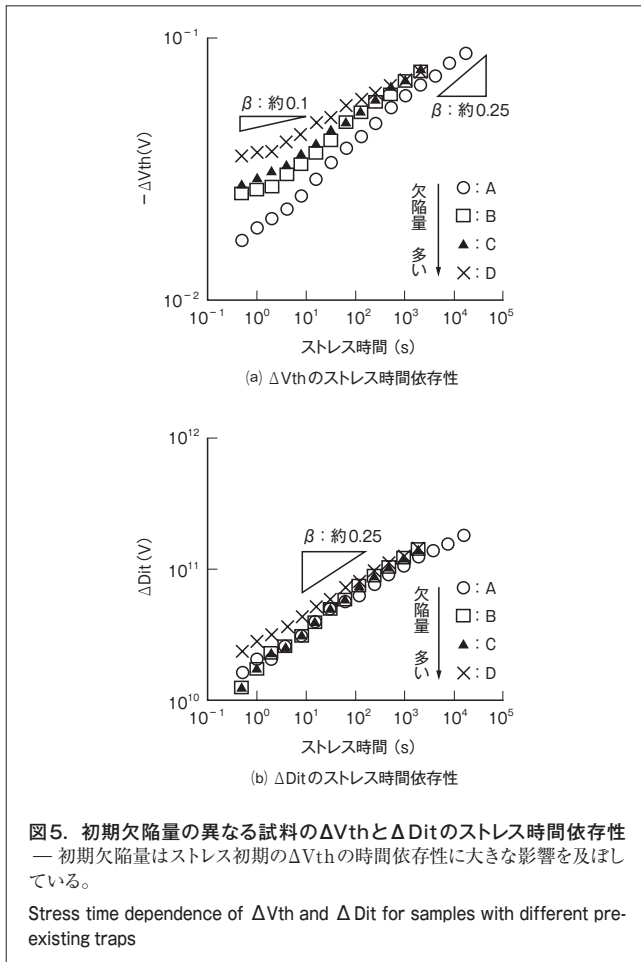 10⁻¹
β：約0.1
β：約0.25
−ΔVth(V)
欠陥量 多い
○：A
□：B
▲：C
×：D
10⁻²
10⁻¹ 10⁰ 10¹ 10² 10³ 10⁴ 10⁵
ストレス時間（s）
(a) ΔVthのストレス時間依存性
10¹²
β：約0.25
ΔDit(V)
10¹¹
欠陥量 多い
○：A
□：B
▲：C
×：D
10¹⁰
10⁻¹ 10⁰ 10¹ 10² 10³ 10⁴ 10⁵
ストレス時間（s）
(b) ΔDitのストレス時間依存性
図5．初期欠陥量の異なる試料のΔVthとΔDitのストレス時間依存性
― 初期欠陥量はストレス初期のΔVthの時間依存性に大きな影響を及ぼし
ている。
Stress time dependence of ΔVth and ΔDit for samples with different pre-
existing traps